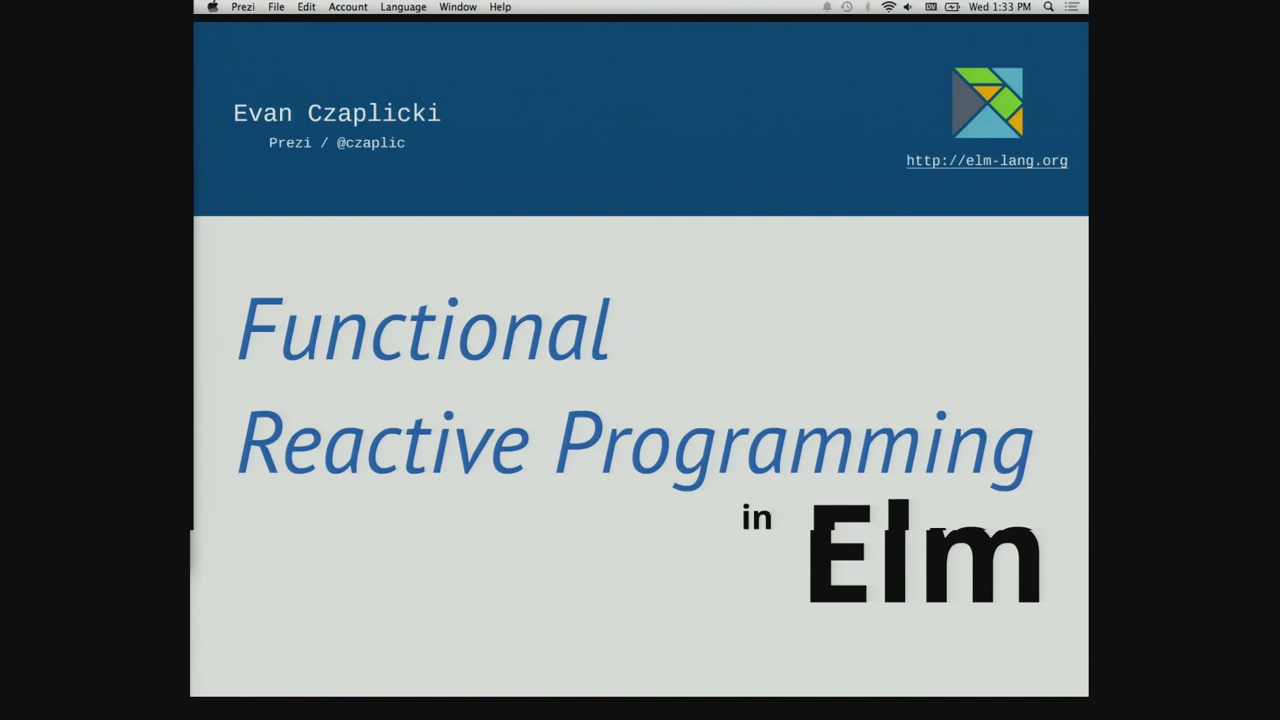 Prezi File Edit Account Language Window Help Wed 1:33 PM
Evan Czaplicki
Prezi / @czaplic
http://elm-lang.org
Functional
Reactive Programming
in Elm